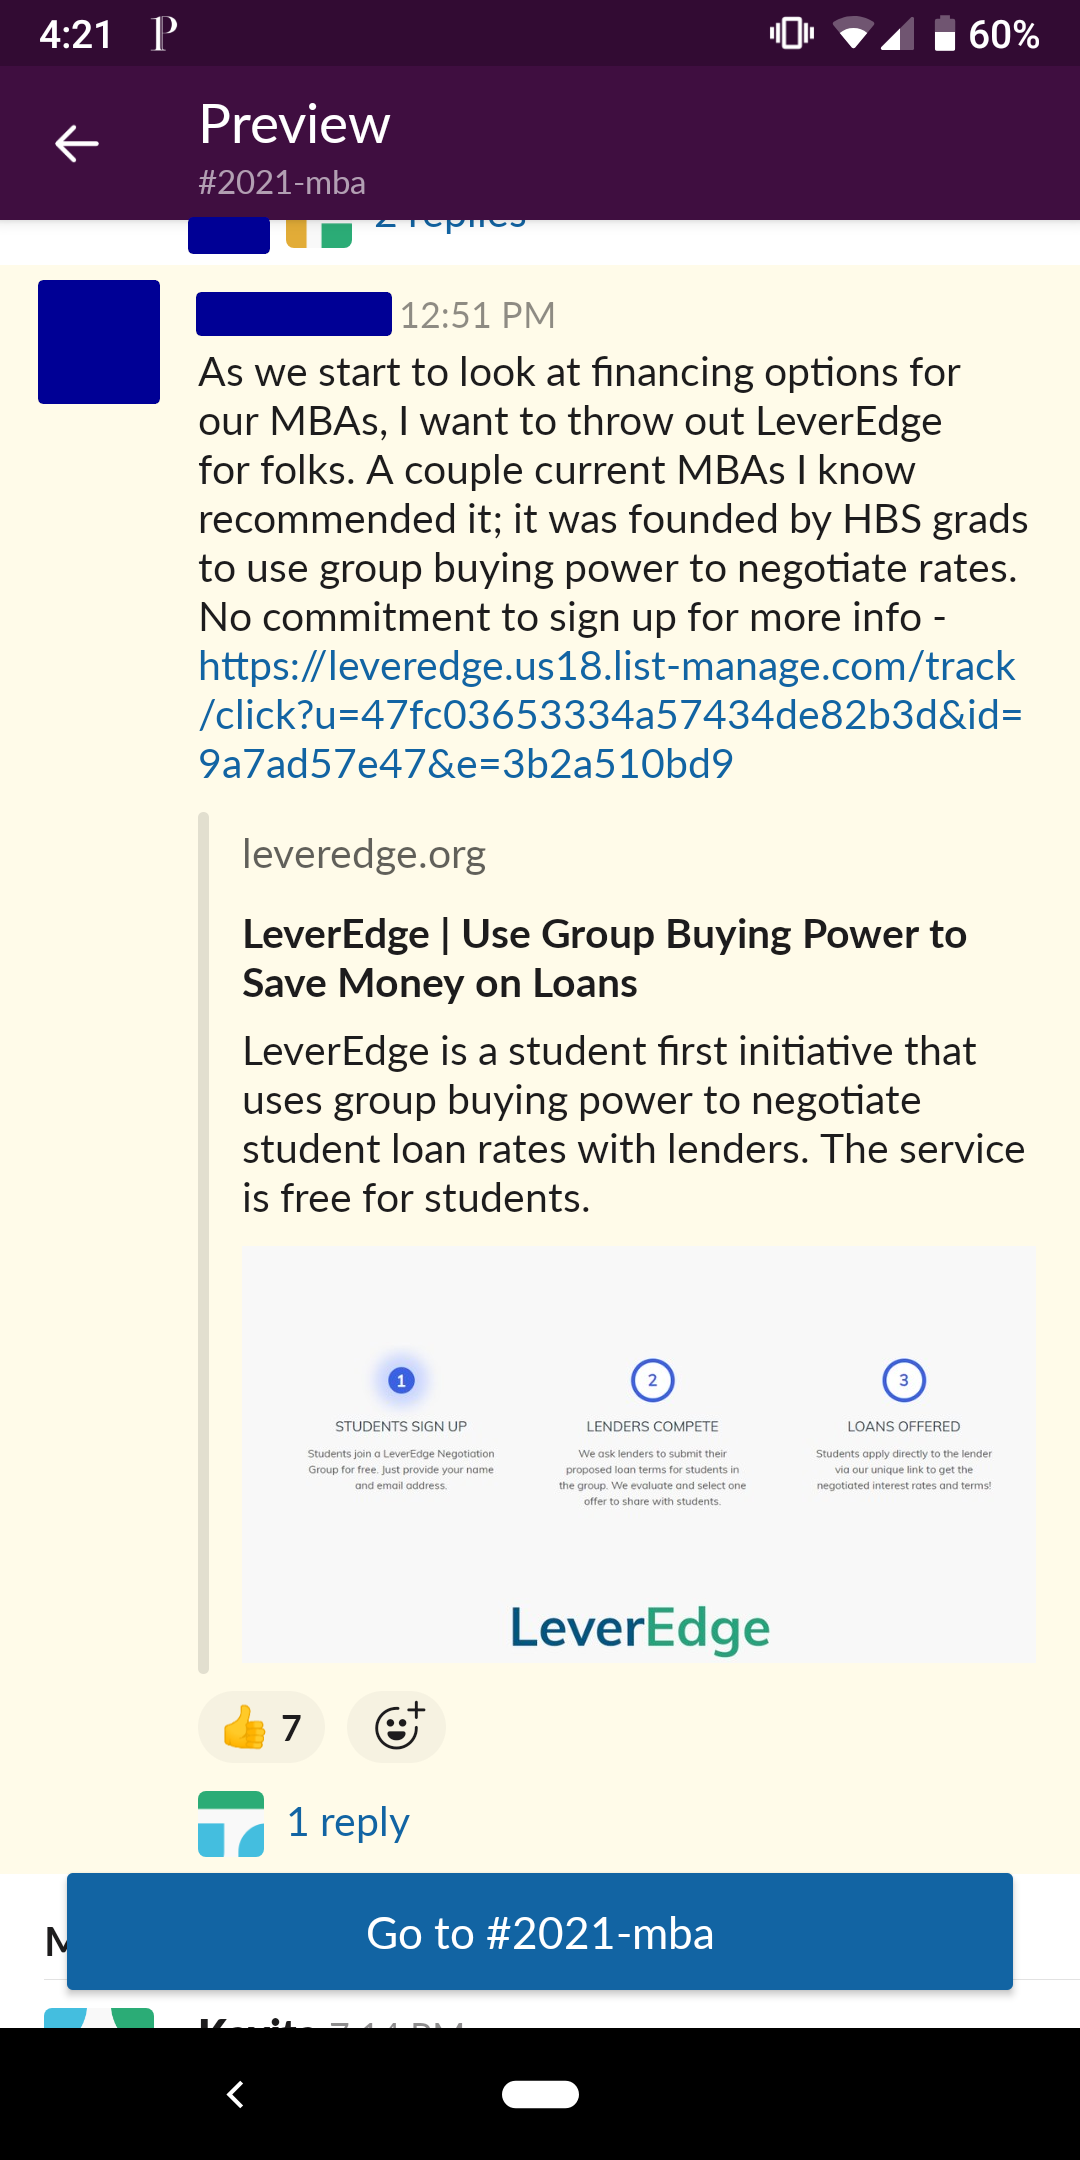 4:21
60%
Preview
#2021-mba
2 replies
12:51 PM
As we start to look at financing options for
our MBAs, I want to throw out LeverEdge
for folks. A couple current MBAs I know
recommended it; it was founded by HBS grads
to use group buying power to negotiate rates.
No commitment to sign up for more info -
https://leveredge.us18.list-manage.com/track
/click?u=47fc03653334a57434de82b3d&id=
9a7ad57e47&e=3b2a510bd9
leveredge.org
LeverEdge | Use Group Buying Power to
Save Money on Loans
LeverEdge is a student first initiative that
uses group buying power to negotiate
student loan rates with lenders. The service
is free for students.
1
2
3
STUDENTS SIGN UP
LENDERS COMPETE
LOANS OFFERED
Students join a LeverEdge Negotiation
Group for free. Just provide your name
and email address.
We ask lenders to submit their
proposed loan terms for students in
the group. We evaluate and select one
offer to share with students.
Students apply directly to the lender
via our unique link to get the
negotiated interest rates and terms!
LeverEdge
7
1 reply
Go to #2021-mba
7:14 PM